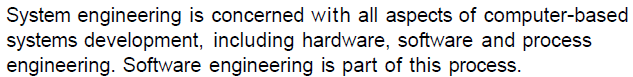 System engineering is concerned with all aspects of computer-based
systems development, including hardware, software and process
engineering. Software engineering is part of this process.